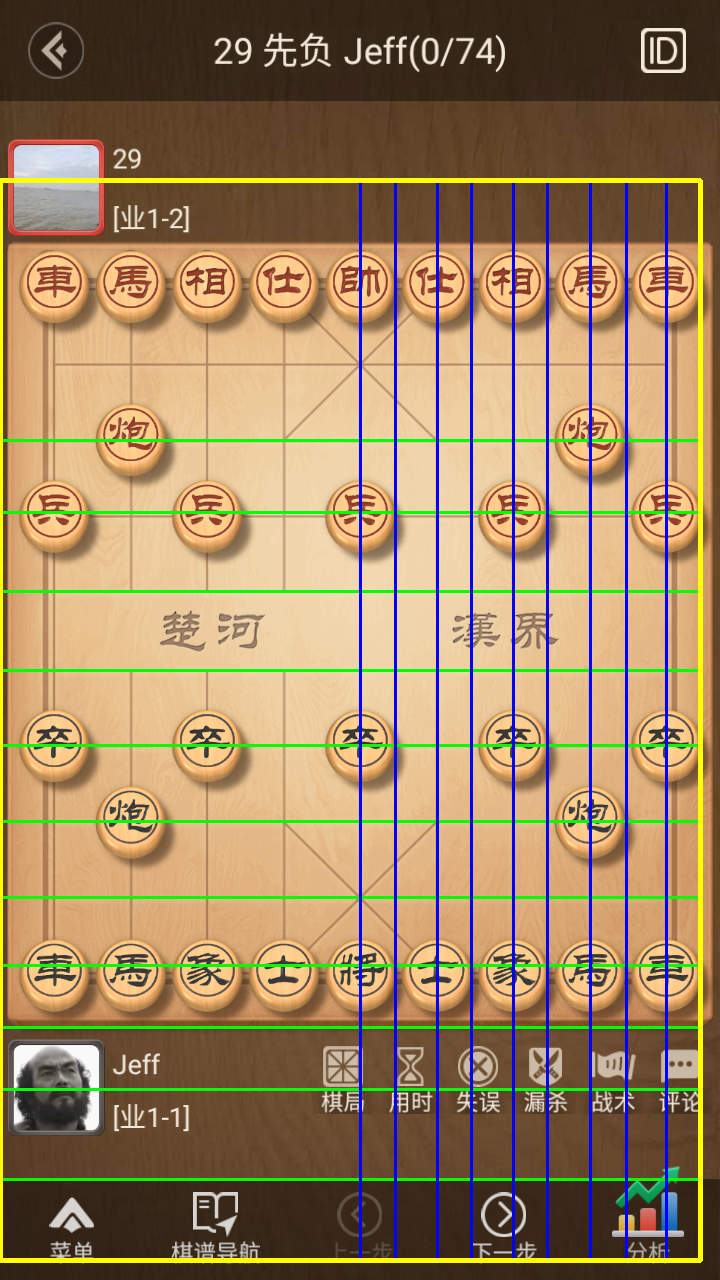 29 先负 Jeff(0/74)
ID
29
[业1-2]
車 馬 相 仕 帥 仕 相 馬 車
炮 炮
兵 兵 兵 兵 兵
楚河 漢界
卒 卒 卒 卒 卒
炮 炮
車 馬 象 士 將 士 象 馬 車
Jeff
[业1-1]
棋局 用时 失误 漏杀 战术 评论
菜单 棋谱导航 上一步 下一步 分析